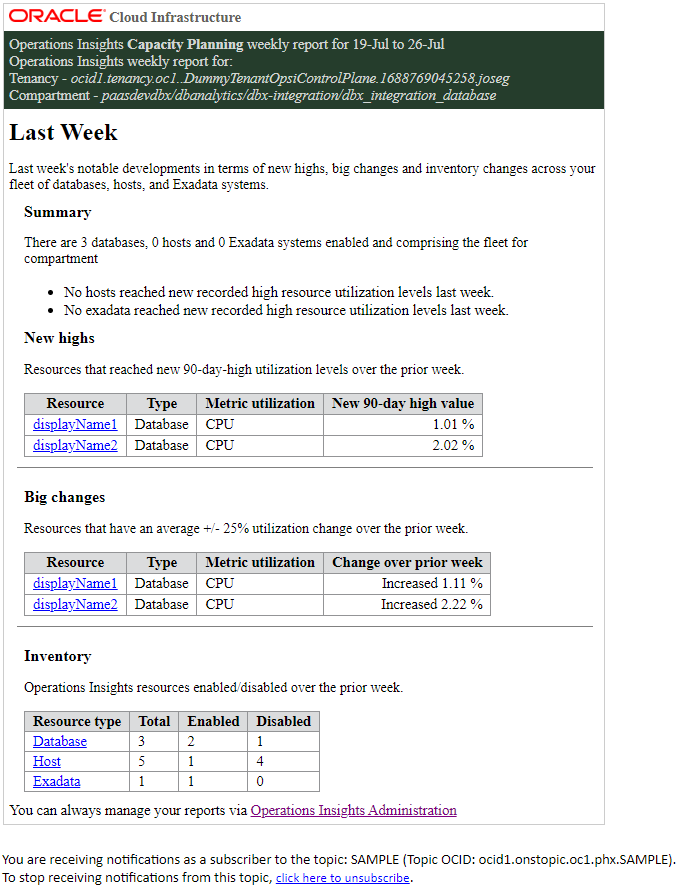 ORACLE Cloud Infrastructure
Operations Insights Capacity Planning weekly report for 19-Jul to 26-Jul
Operations Insights weekly report for:
Tenancy - ocid1.tenancy.oc1..DummyTenantOpsiControlPlane.1688769045258.joseg
Compartment - paasdevdbx/dbanalytics/dbx-integration/dbx_integration_database
Last Week
Last week's notable developments in terms of new highs, big changes and inventory changes across your
fleet of databases, hosts, and Exadata systems.
Summary
There are 3 databases, 0 hosts and 0 Exadata systems enabled and comprising the fleet for
compartment
• No hosts reached new recorded high resource utilization levels last week.
• No exadata reached new recorded high resource utilization levels last week.
New highs
Resources that reached new 90-day-high utilization levels over the prior week.
Resource Type Metric utilization New 90-day high value
displayName1 Database CPU 1.01 %
displayName2 Database CPU 2.02 %
Big changes
Resources that have an average +/- 25% utilization change over the prior week.
Resource Type Metric utilization Change over prior week
displayName1 Database CPU Increased 1.11 %
displayName2 Database CPU Increased 2.22 %
Inventory
Operations Insights resources enabled/disabled over the prior week.
Resource type Total Enabled Disabled
Database 3 2 1
Host 5 1 4
Exadata 1 1 0
You can always manage your reports via Operations Insights Administration
You are receiving notifications as a subscriber to the topic: SAMPLE (Topic OCID: ocid1.onstopic.oc1.phx.SAMPLE).
To stop receiving notifications from this topic, click here to unsubscribe.